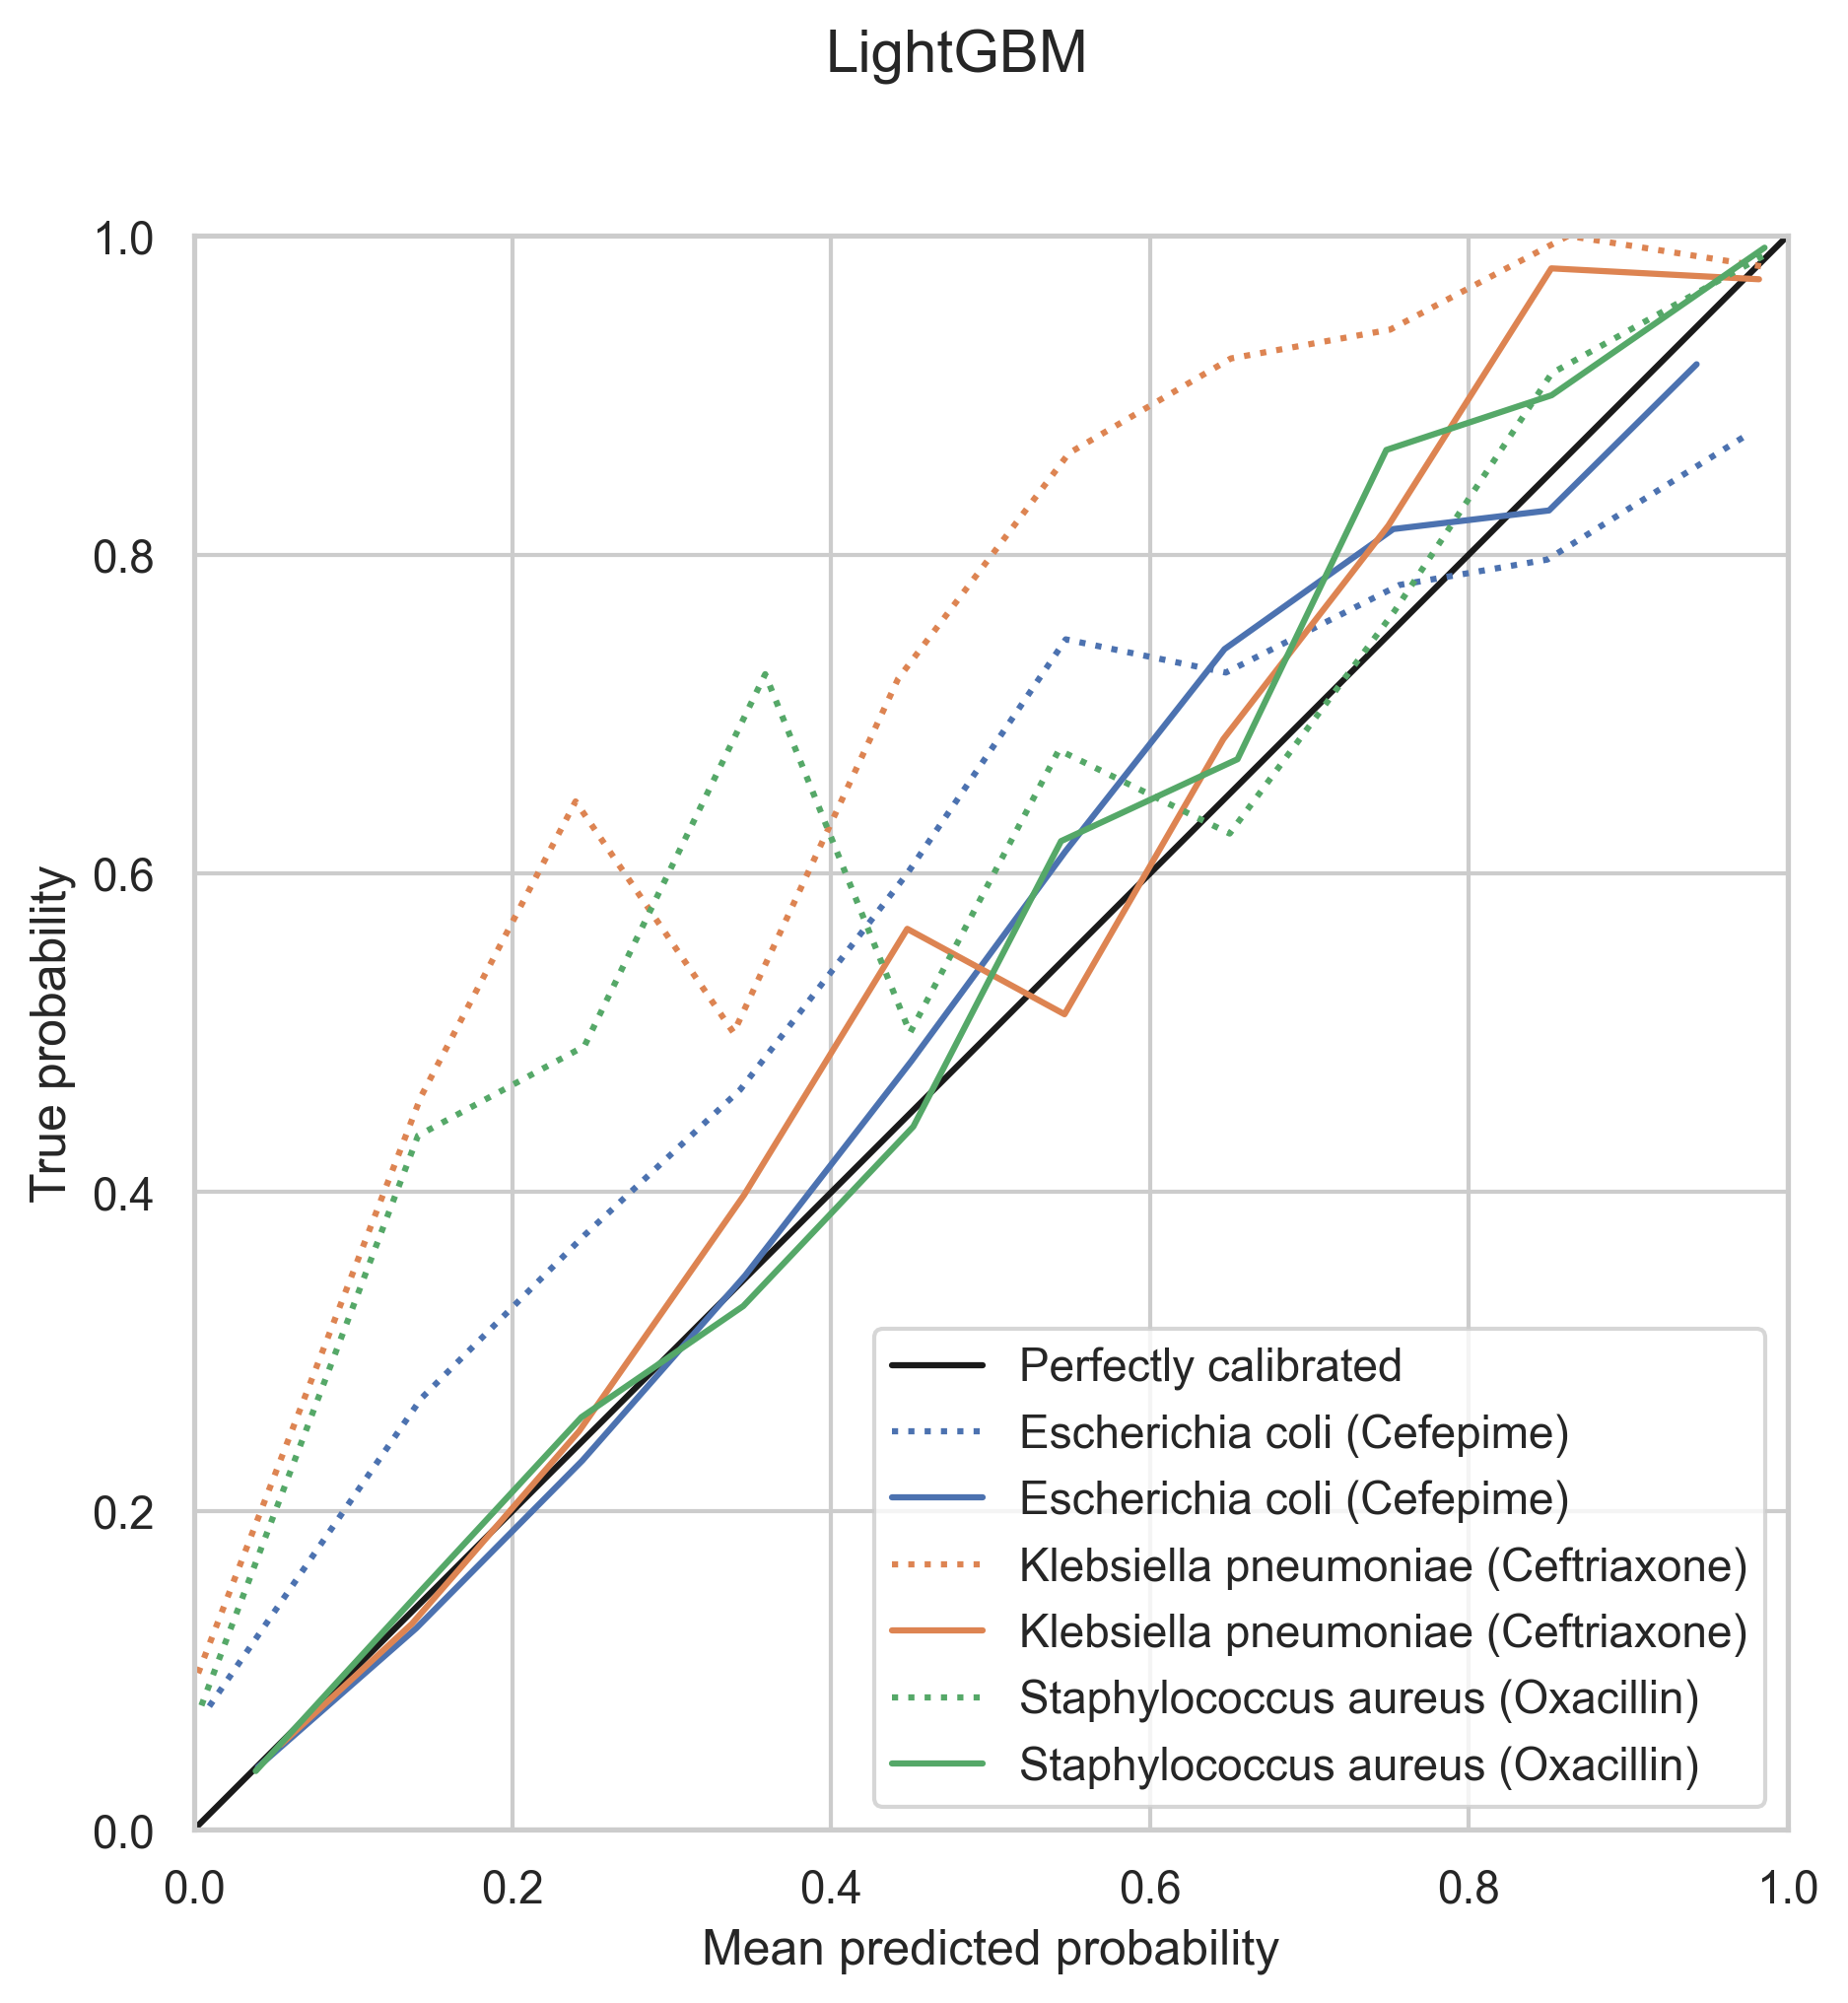 LightGBM
1.0
0.8
0.6
0.4
0.2
0.0
True probability
Perfectly calibrated
Escherichia coli (Cefepime)
Escherichia coli (Cefepime)
Klebsiella pneumoniae (Ceftriaxone)
Klebsiella pneumoniae (Ceftriaxone)
Staphylococcus aureus (Oxacillin)
Staphylococcus aureus (Oxacillin)
0.0 0.2 0.4 0.6 0.8 1.0
Mean predicted probability